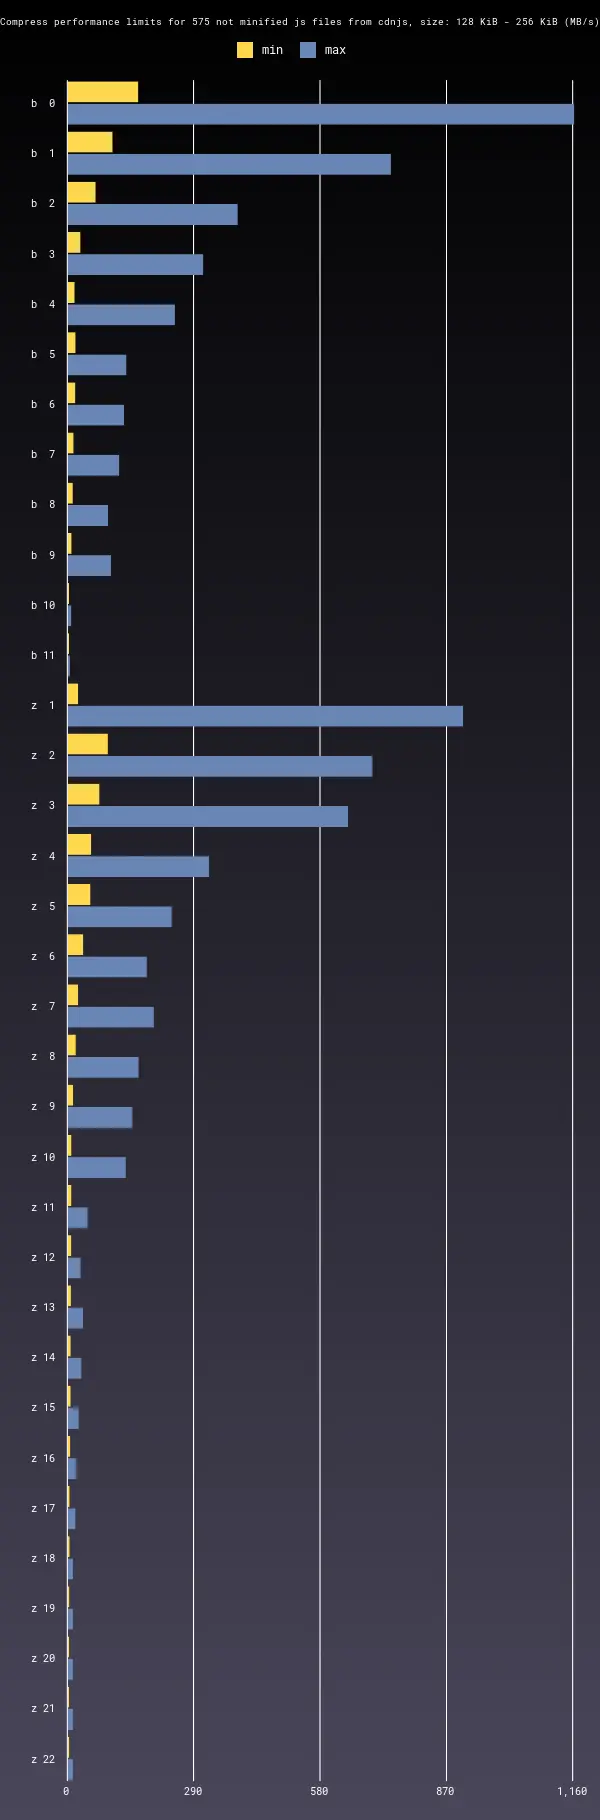 Compress performance limits for 575 not minified js files from cdnjs, size: 128 KiB - 256 KiB (MB/s)
min max
b 0
b 1
b 2
b 3
b 4
b 5
b 6
b 7
b 8
b 9
b 10
b 11
z 1
z 2
z 3
z 4
z 5
z 6
z 7
z 8
z 9
z 10
z 11
z 12
z 13
z 14
z 15
z 16
z 17
z 18
z 19
z 20
z 21
z 22
0 290 580 870 1,160